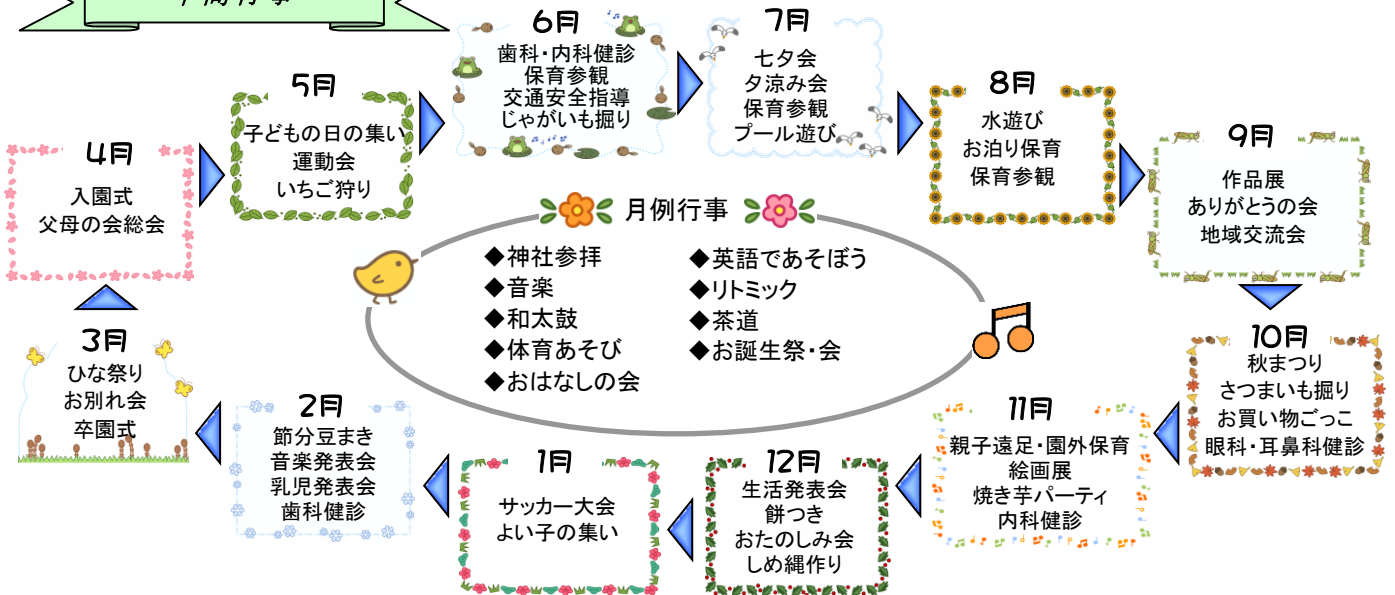 4月
入園式
父母の会総会
5月
子どもの日の集い
運動会
いちご狩り
6月
歯科・内科健診
保育参観
交通安全指導
じゃがいも掘り
7月
七夕会
夕涼み会
保育参観
プール遊び
8月
水遊び
お泊り保育
保育参観
9月
作品展
ありがとうの会
地域交流会
10月
秋まつり
さつまいも掘り
お買い物ごっこ
眼科・耳鼻科健診
11月
親子遠足・園外保育
絵画展
焼き芋パーティ
内科健診
12月
生活発表会
餅つき
おたのしみ会
しめ縄作り
1月
サッカー大会
よい子の集い
2月
節分豆まき
音楽発表会
乳児発表会
歯科健診
3月
ひな祭り
お別れ会
卒園式
月例行事
◆神社参拝
◆音楽
◆和太鼓
◆体育あそび
◆おはなしの会
◆英語であそぼう
◆リトミック
◆茶道
◆お誕生祭・会